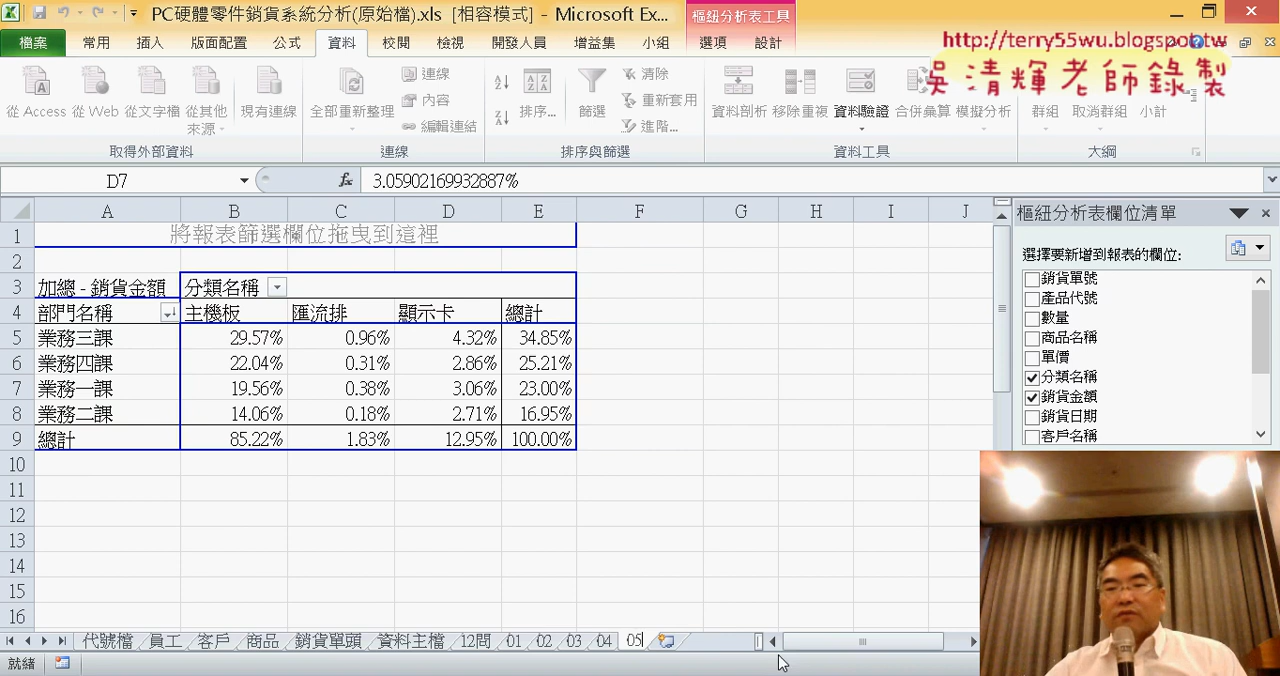 PC硬體零件銷貨系統分析(原始檔).xls [相容模式] - Microsoft Ex...
樞紐分析表工具
檔案 常用 插入 版面配置 公式 資料 校閱 檢視 開發人員 增益集 小組 選項 設計
http://terry55wu.blogspot.tw
吳清輝老師錄製
從 Access 從 Web 從文字檔 從其他來源 現有連線
全部重新整理 連線 內容 編輯連結
排序... 篩選 清除 重新套用 進階...
資料剖析 移除重複 資料驗證 合併彙算 模擬分析
群組 取消群組 小計
取得外部資料 連線 排序與篩選 資料工具 大綱
D7 fx 3.05902169932887%
A B C D E F G H I J
1 將報表篩選欄位拖曳到這裡
2
3 加總 - 銷貨金額 分類名稱
4 部門名稱 主機板 匯流排 顯示卡 總計
5 業務三課 29.57% 0.96% 4.32% 34.85%
6 業務四課 22.04% 0.31% 2.86% 25.21%
7 業務一課 19.56% 0.38% 3.06% 23.00%
8 業務二課 14.06% 0.18% 2.71% 16.95%
9 總計 85.22% 1.83% 12.95% 100.00%
10
11
12
13
14
15
16
樞紐分析表欄位清單
選擇要新增到報表的欄位:
銷貨單號
產品代號
數量
商品名稱
單價
分類名稱
銷貨金額
銷貨日期
客戶名稱
代號檔 員工 客戶 商品 銷貨單頭 資料主檔 12問 01 02 03 04 05
就緒